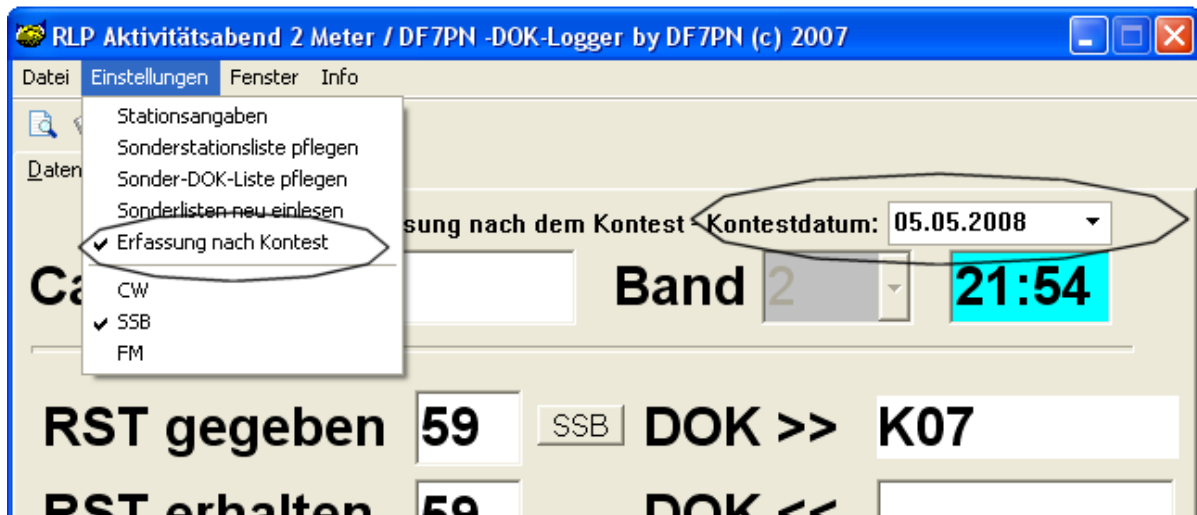 RLP Aktivitätsabend 2 Meter / DF7PN -DOK-Logger by DF7PN (c) 2007
Datei Einstellungen Fenster Info
Stationsangaben
Sonderstationsliste pflegen
Daten
Sonder-DOK-Liste pflegen
Sonderlisten neu einlesen
sung nach dem Kontest - Kontestdatum: 05.05.2008
Erfassung nach Kontest
Ca
CW
Band 2 21:54
SSB
FM
RST gegeben 59 SSB DOK >> K07
RST erhalten 59 DOK <<